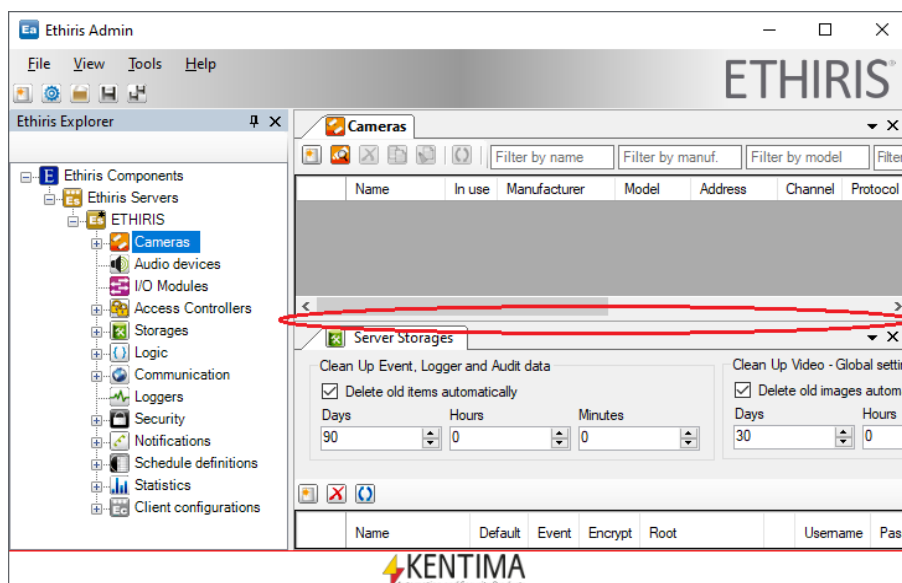 Ethiris Admin
File View Tools Help
ETHIRIS
Ethiris Explorer
Cameras
Filter by name Filter by manuf. Filter by model Filter
Name In use Manufacturer Model Address Channel Protocol
Ethiris Components
Ethiris Servers
ETHIRIS
Cameras
Audio devices
I/O Modules
Access Controllers
Storages
Logic
Communication
Loggers
Security
Notifications
Schedule definitions
Statistics
Client configurations
Server Storages
Clean Up Event, Logger and Audit data
Delete old items automatically
Days Hours Minutes
90 0 0
Clean Up Video - Global settin
Delete old images autom
Days Hours
30 0
Name Default Event Encrypt Root Username Pas
KENTIMA